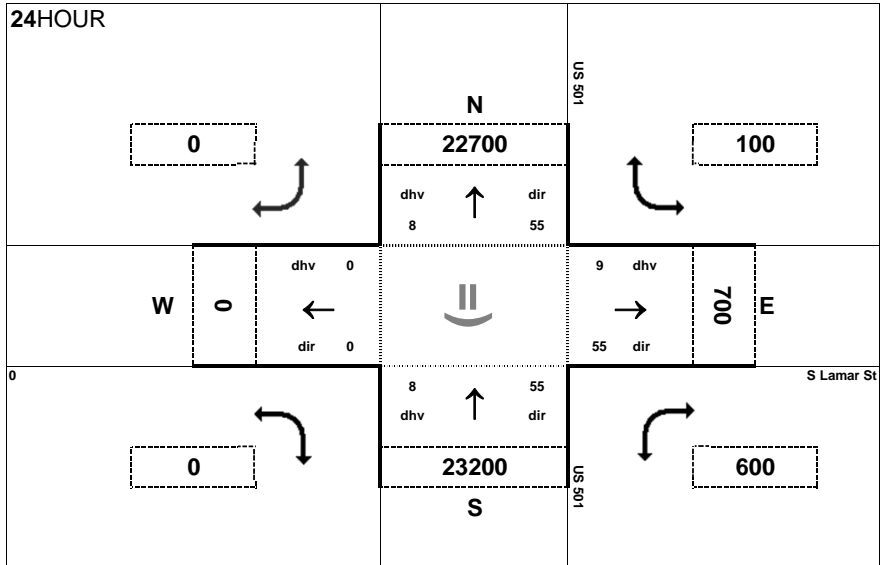 24HOUR
US 501
N
0
22700
100
dhv
dir
8
55
dhv 0
9 dhv
W
0
700
E
dir 0
55 dir
0
S Lamar St
8
55
dhv
dir
0
23200
600
US 501
S